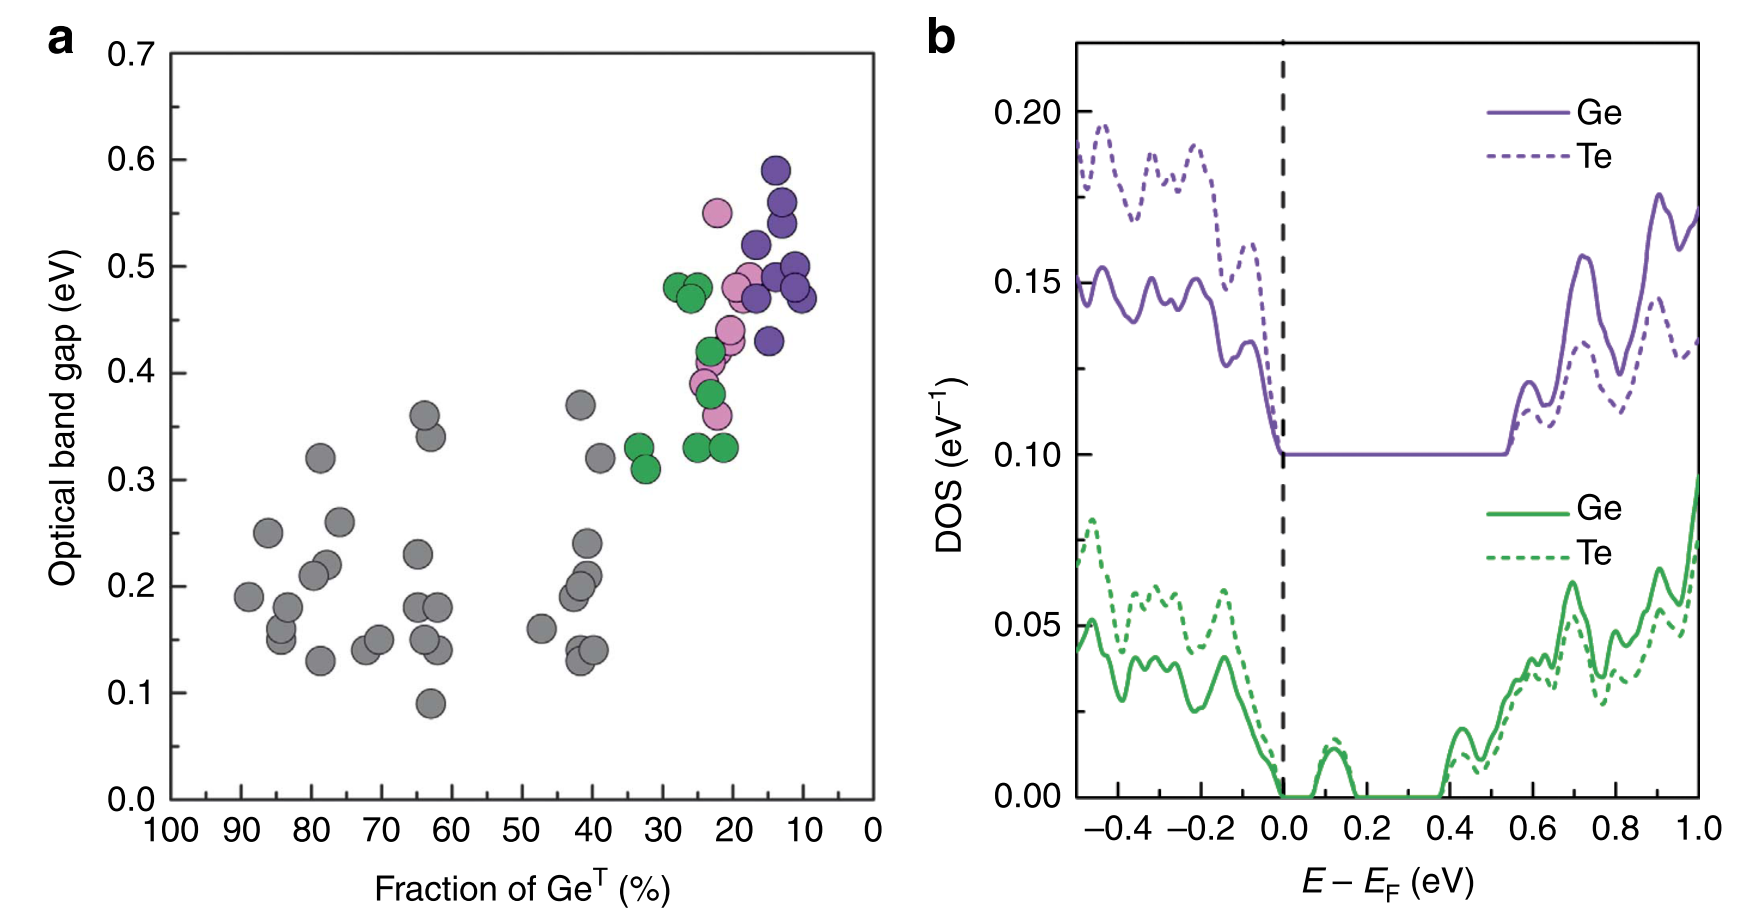 a
0.7
0.6
0.5
0.4
0.3
0.2
0.1
0.0
Optical band gap (eV)
100 90 80 70 60 50 40 30 20 10 0
Fraction of Ge^T (%)
b
0.20
0.15
0.10
0.05
0.00
DOS (eV⁻¹)
Ge
Te
Ge
Te
−0.4 −0.2 0.0 0.2 0.4 0.6 0.8 1.0
E − E_F (eV)